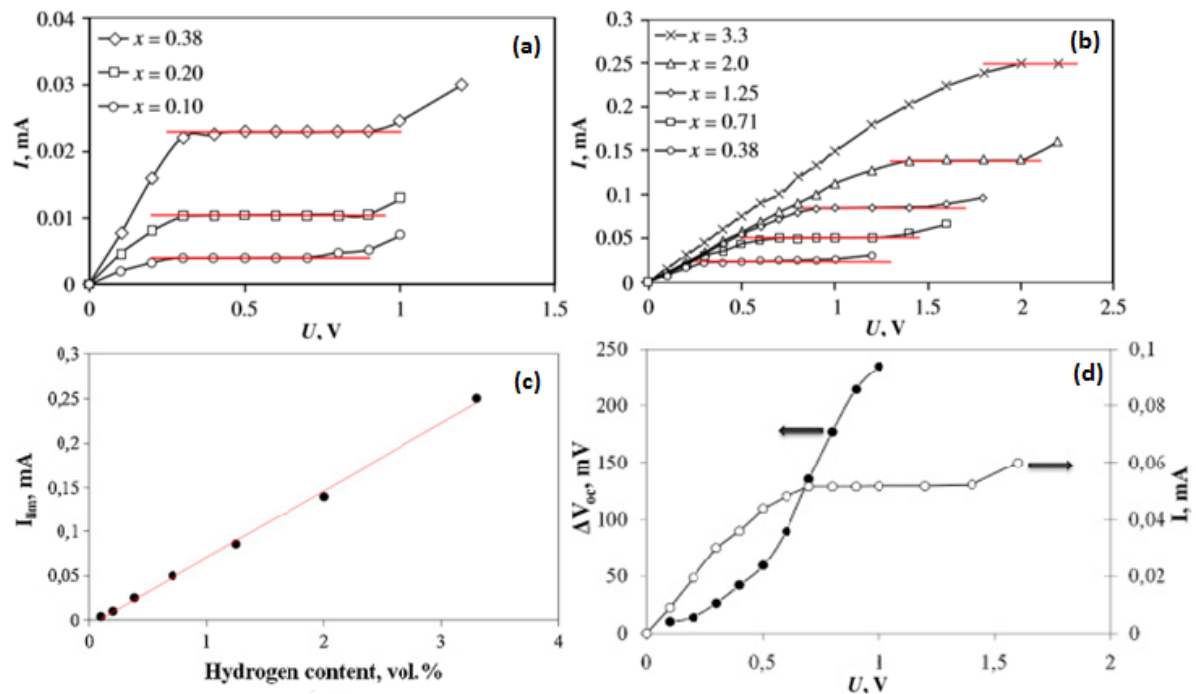 (a)
x = 0.38
x = 0.20
x = 0.10
I, mA
0.04
0.03
0.02
0.01
0
0 0.5 1 1.5
U, V
(b)
x = 3.3
x = 2.0
x = 1.25
x = 0.71
x = 0.38
I, mA
0.3
0.25
0.2
0.15
0.1
0.05
0
0 0.5 1 1.5 2 2.5
U, V
(c)
I lim, mA
0,3
0,25
0,2
0,15
0,1
0,05
0
0 1 2 3 4
Hydrogen content, vol.%
(d)
ΔVoc, mV
250
200
150
100
50
0
0 0,5 1 1,5 2
U, V
0,1
0,08
0,06
0,04
0,02
0
I, mA